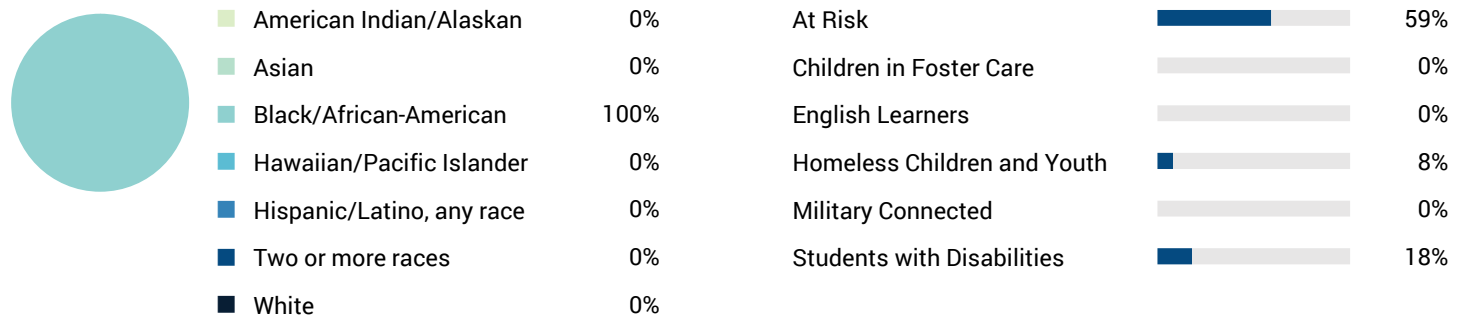 American Indian/Alaskan 0%
Asian 0%
Black/African-American 100%
Hawaiian/Pacific Islander 0%
Hispanic/Latino, any race 0%
Two or more races 0%
White 0%
At Risk 59%
Children in Foster Care 0%
English Learners 0%
Homeless Children and Youth 8%
Military Connected 0%
Students with Disabilities 18%